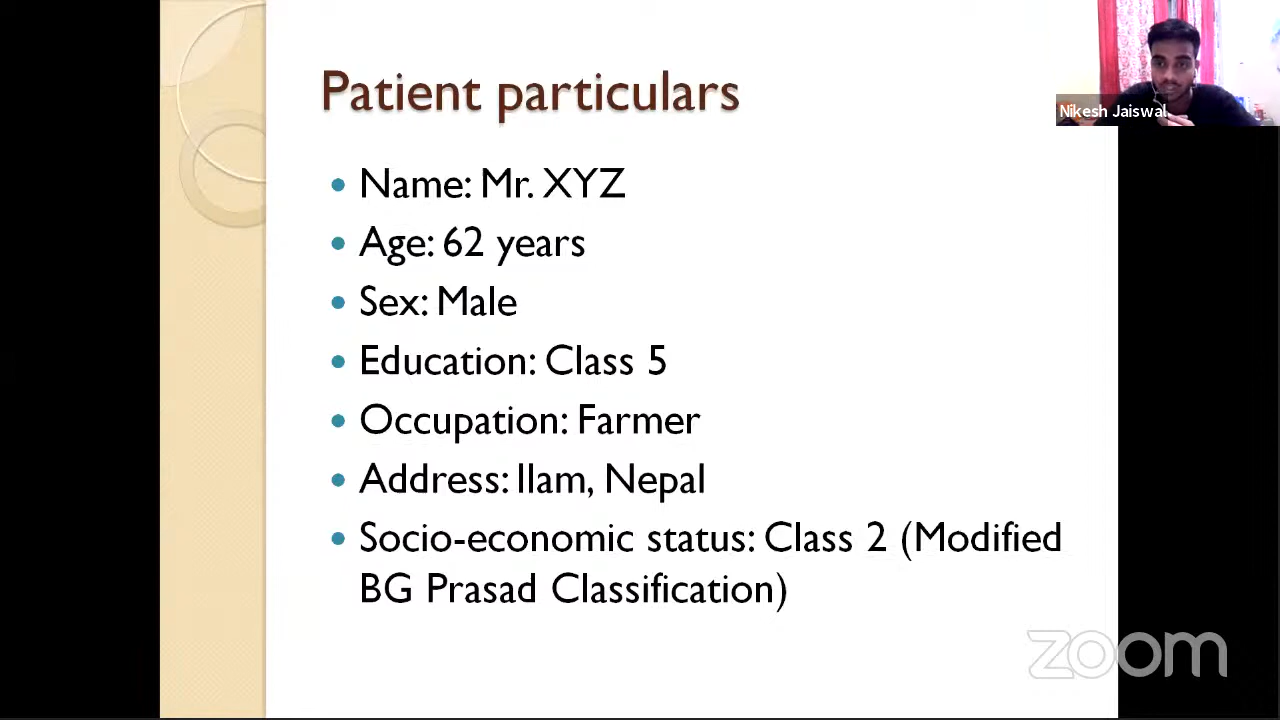 Patient particulars
Nikesh Jaiswal
• Name: Mr. XYZ
• Age: 62 years
• Sex: Male
• Education: Class 5
• Occupation: Farmer
• Address: Ilam, Nepal
• Socio-economic status: Class 2 (Modified
BG Prasad Classification)
zoom